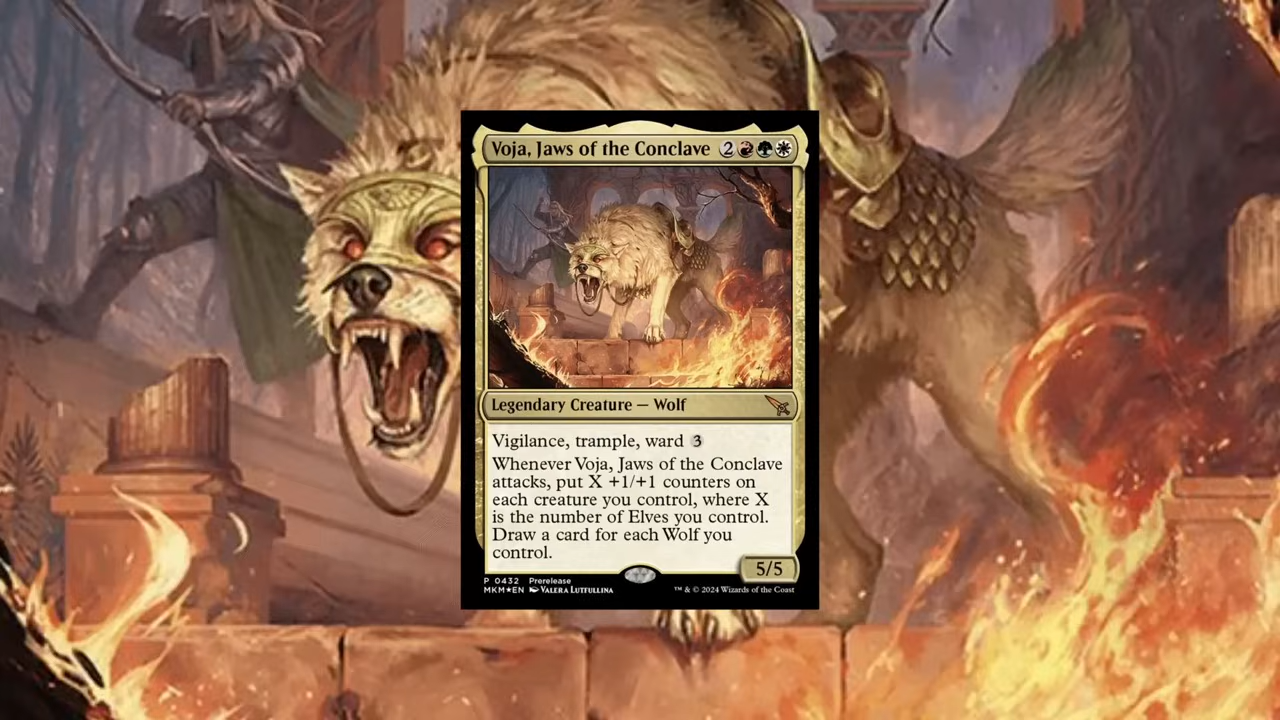 Voja, Jaws of the Conclave 2
Legendary Creature — Wolf
Vigilance, trample, ward 3
Whenever Voja, Jaws of the Conclave
attacks, put X +1/+1 counters on
each creature you control, where X
is the number of Elves you control.
Draw a card for each Wolf you
control.
5/5
P 0432 Prerelease
MKM★EN VALERA LUTFULLINA
™ & © 2024 Wizards of the Coast